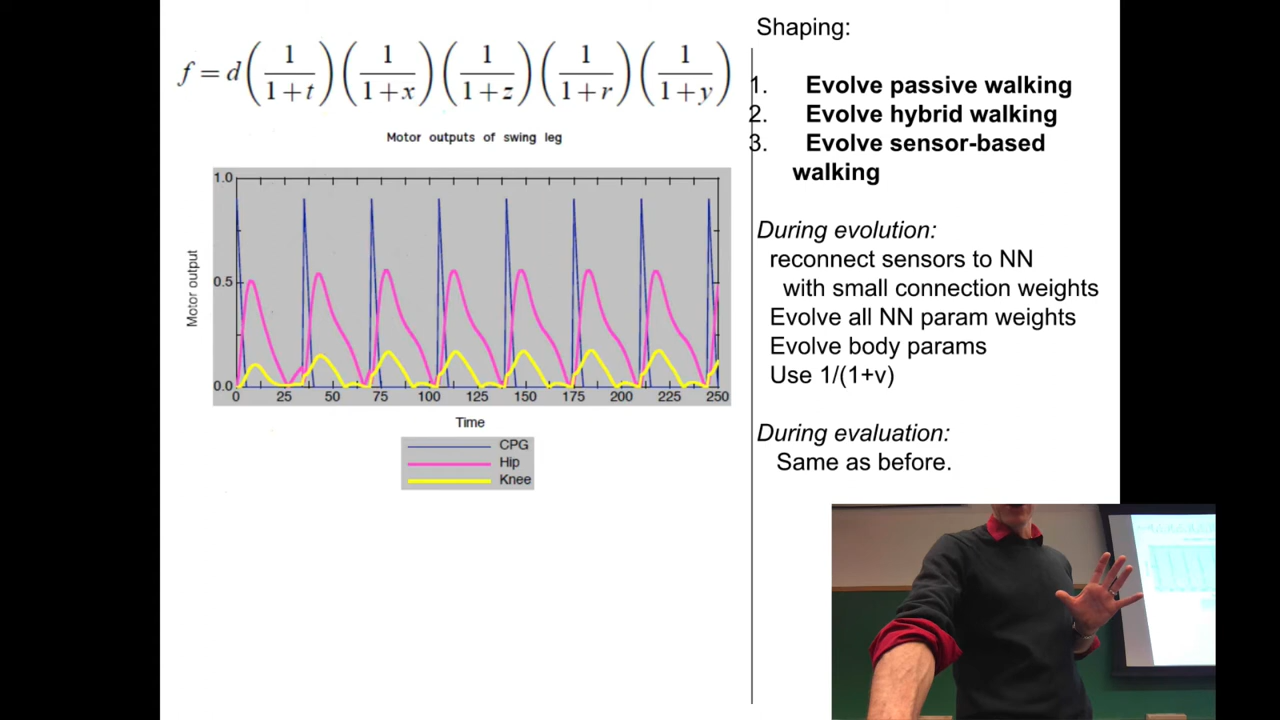 f = d(1/(1+t))(1/(1+x))(1/(1+z))(1/(1+r))(1/(1+y))
Motor outputs of swing leg
1.0
0.5
0.0
Motor output
0 25 50 75 100 125 150 175 200 225 250
Time
CPG
Hip
Knee
Shaping:
1. Evolve passive walking
2. Evolve hybrid walking
3. Evolve sensor-based
walking
During evolution:
reconnect sensors to NN
with small connection weights
Evolve all NN param weights
Evolve body params
Use 1/(1+v)
During evaluation:
Same as before.